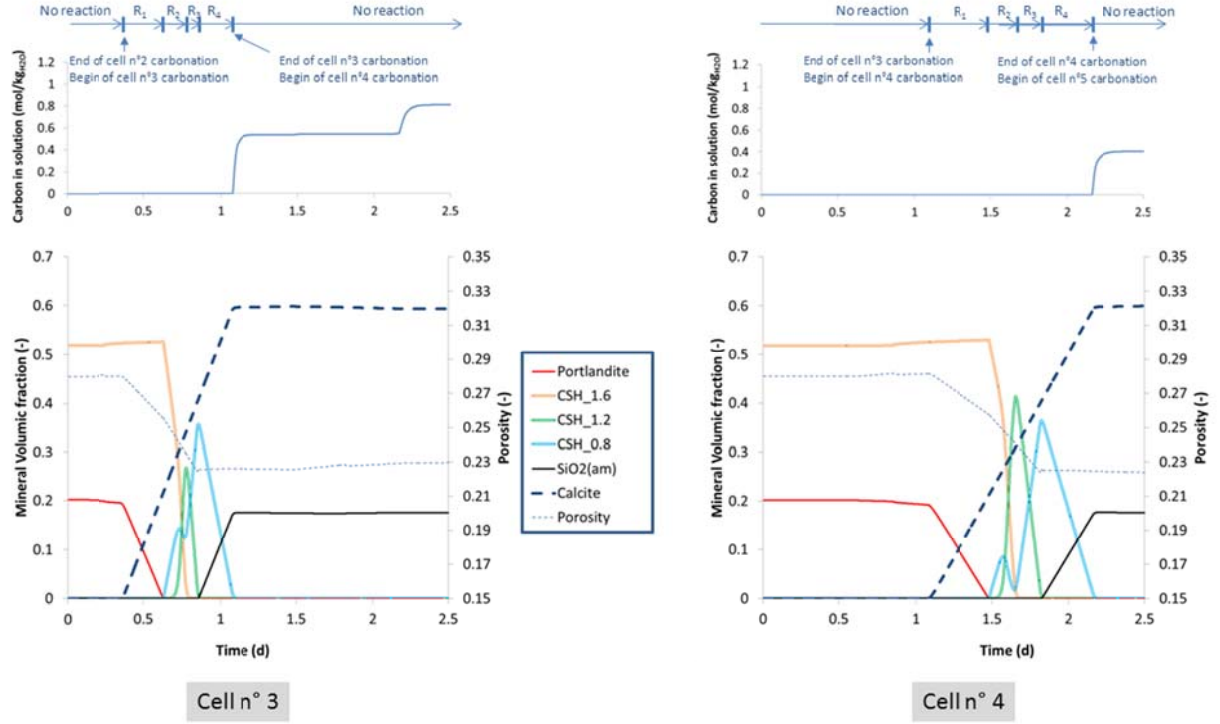 No reaction R1 R2 R3 R4 No reaction
End of cell n°2 carbonation
Begin of cell n°3 carbonation
End of cell n°3 carbonation
Begin of cell n°4 carbonation
Carbon in solution (mol/kgH2O)
1.2
1
0.8
0.6
0.4
0.2
0
0 0.5 1 1.5 2 2.5
Mineral Volumic fraction (-)
0.7
0.6
0.5
0.4
0.3
0.2
0.1
0
0.35
0.33
0.31
0.29
0.27
0.25
0.23
0.21
0.19
0.17
0.15
Porosity (-)
0 0.5 1 1.5 2 2.5
Time (d)
Cell n° 3
Portlandite
CSH_1.6
CSH_1.2
CSH_0.8
SiO2(am)
Calcite
Porosity
No reaction R1 R2 R3 R4 No reaction
End of cell n°3 carbonation
Begin of cell n°4 carbonation
End of cell n°4 carbonation
Begin of cell n°5 carbonation
Carbon in solution (mol/kgH2O)
1.2
1
0.8
0.6
0.4
0.2
0
0 0.5 1 1.5 2 2.5
Mineral Volumic fraction (-)
0.7
0.6
0.5
0.4
0.3
0.2
0.1
0
0.35
0.33
0.31
0.29
0.27
0.25
0.23
0.21
0.19
0.17
0.15
Porosity (-)
0 0.5 1 1.5 2 2.5
Time (d)
Cell n° 4